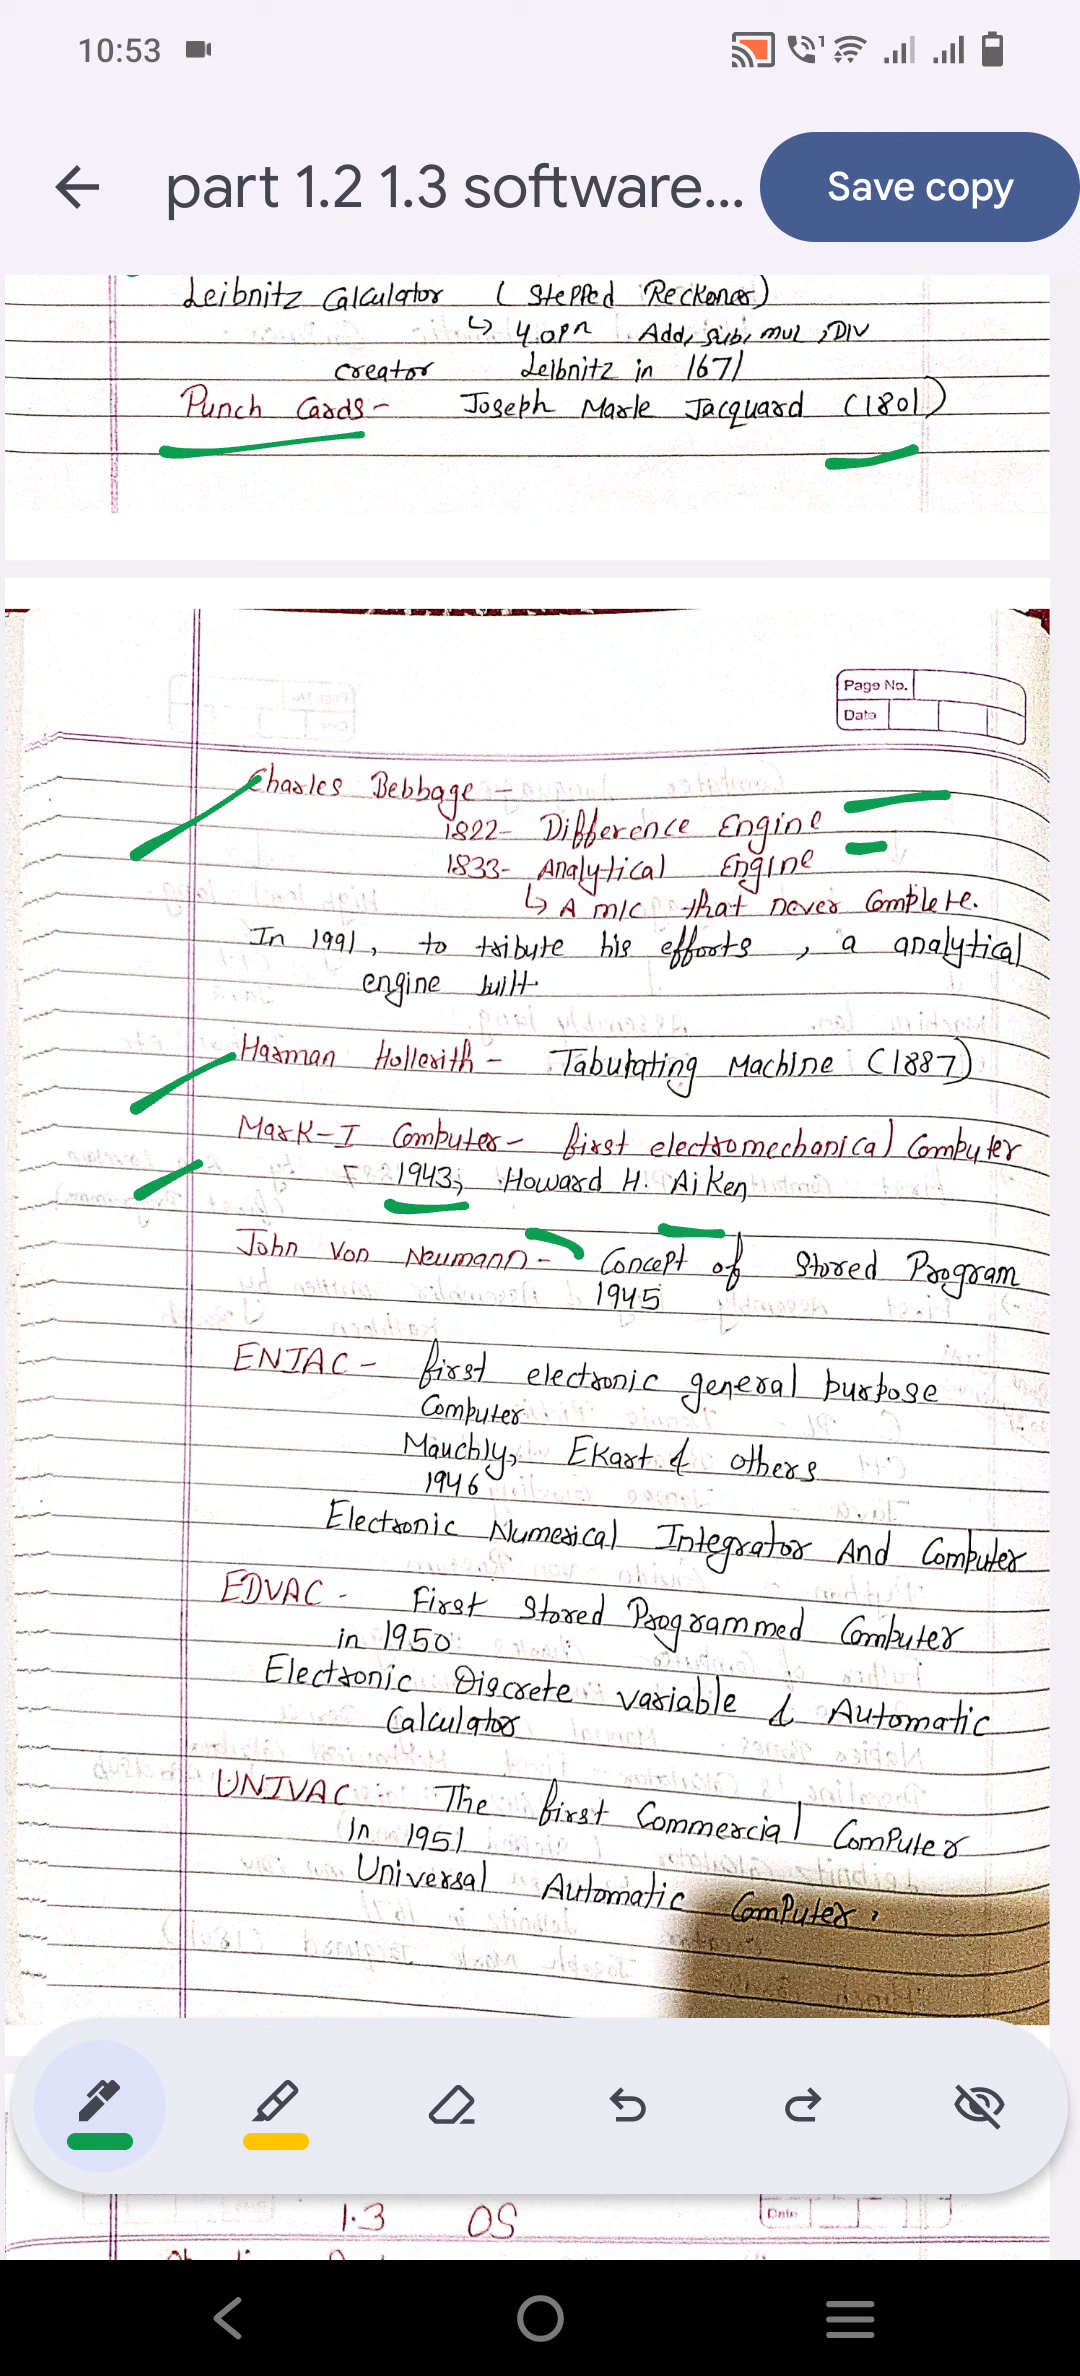 10:53
part 1.2 1.3 software...
Save copy
Leibnitz Calculator ( Stepped Reckoner)
↳ 4.opn Add, Sub, mul, DIV
creator Leibnitz in 1671
Punch Cards - Joseph Marle Jacquard (1801)
Page No.
Date
Charles Bebbage -
1822- Difference Engine
1833- Analytical Engine
↳ A m/c that never Complete.
In 1991, to tribute his efforts, a analytical
engine built
Harman Hollerith - Tabulating Machine (1887)
Mark-I Computer - first electromechanical Computer
1943, Howard H. Aiken
John Von Neumann - Concept of Stored Program
1945
ENIAC - first electronic general purpose
Computer
Mauchly, Ekart & others
1946
Electronic Numerical Integrator And Computer
EDVAC - First Stored Programmed Computer
in 1950
Electronic Discrete variable & Automatic
Calculator
UNIVAC - The first Commercial Computer
In 1951
Universal Automatic Computer,
1.3 OS
Date